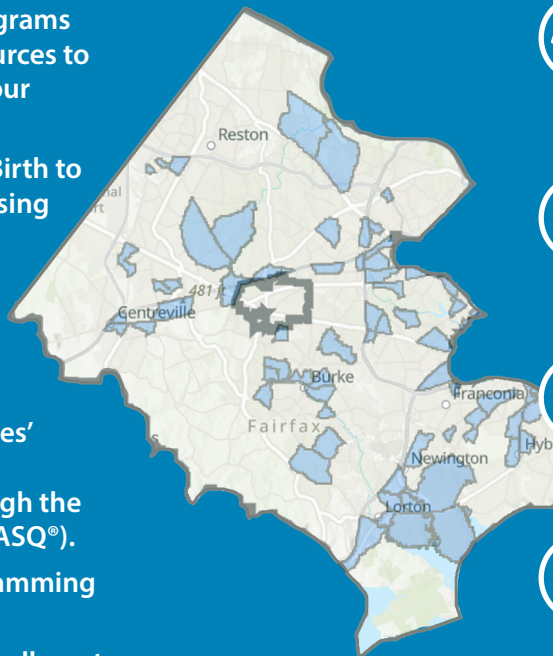 grams
urces to
our
Birth to
sing
es'
gh the
ASQ®).
amming
Reston
nal
rt
481 ft
Centreville
Burke
Franconia
Fairfax
Hyb
s
Newington
Lorton